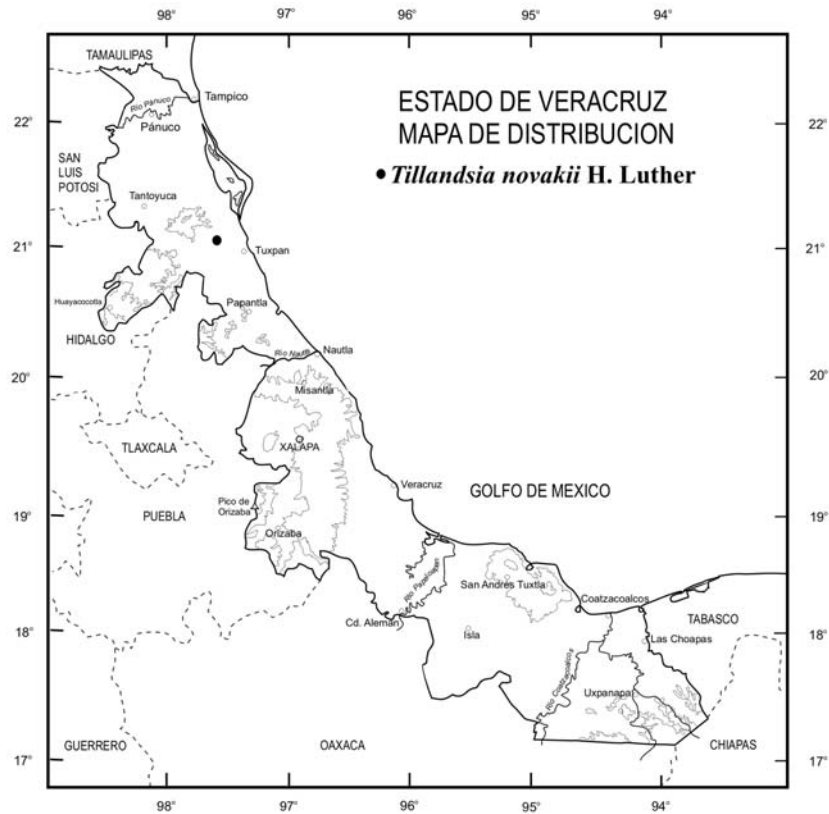 98°
97°
96°
95°
94°
TAMAULIPAS
Tampico
Río Pánuco
Pánuco
ESTADO DE VERACRUZ
MAPA DE DISTRIBUCION
Tillandsia novakii H. Luther
22°
22°
SAN
LUIS
POTOSI
Tantoyuca
21°
Tuxpan
21°
Huayacocotla
Papantla
HIDALGO
Río Nautla
Nautla
20°
20°
Misantla
TLAXCALA
XALAPA
Veracruz
GOLFO DE MEXICO
Pico de
Orizaba
PUEBLA
19°
19°
Orizaba
Río Papaloapan
San Andrés Tuxtla
Coatzacoalcos
Cd. Alemán
TABASCO
18°
Isla
18°
Las Choapas
Río Coatzacoalcos
Uxpanapa
GUERRERO
OAXACA
CHIAPAS
17°
17°
98°
97°
96°
95°
94°